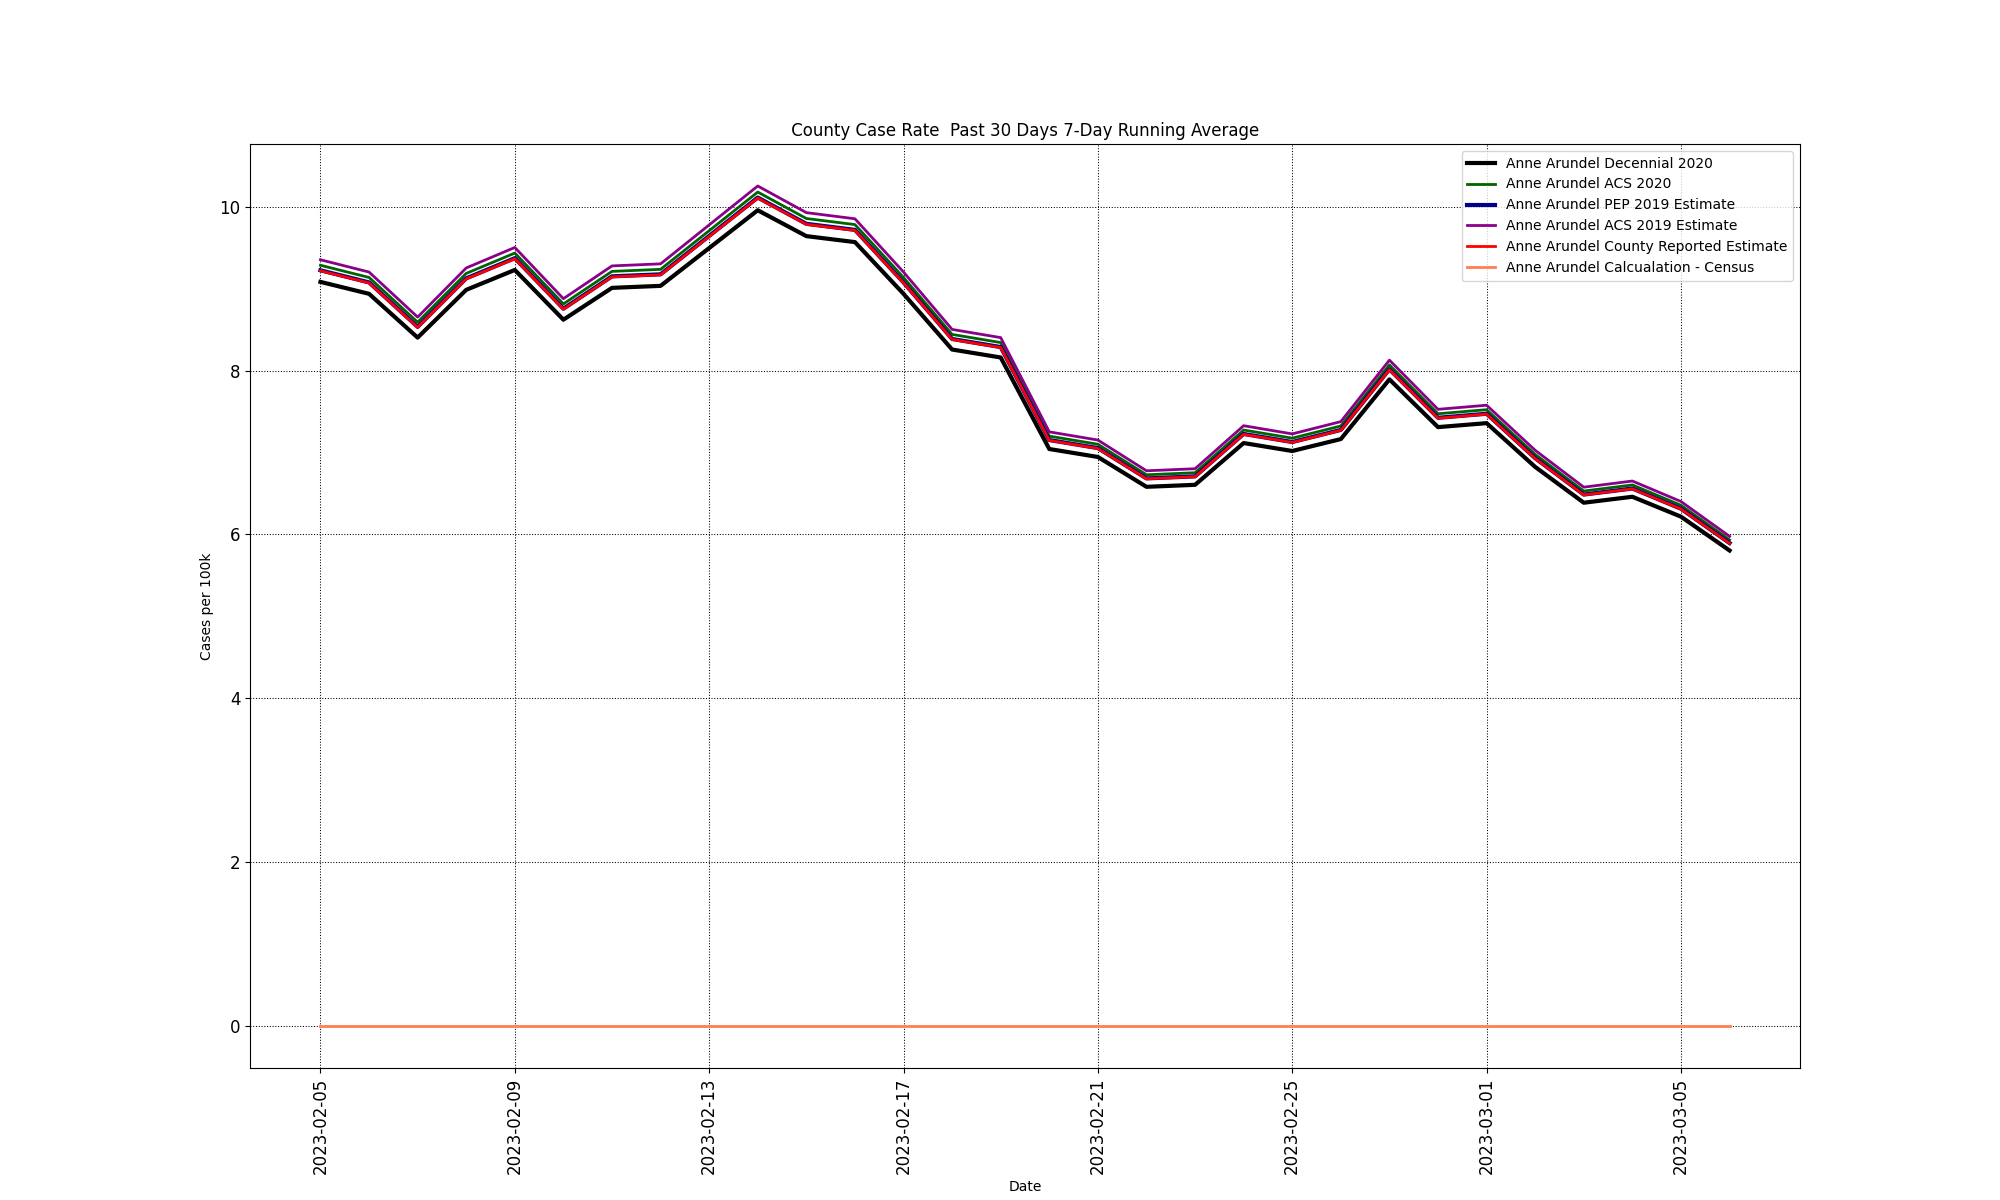 County Case Rate  Past 30 Days 7-Day Running Average
Anne Arundel Decennial 2020
Anne Arundel ACS 2020
Anne Arundel PEP 2019 Estimate
Anne Arundel ACS 2019 Estimate
Anne Arundel County Reported Estimate
Anne Arundel Calcualation - Census
10
8
6
4
2
0
Cases per 100k
2023-02-05
2023-02-09
2023-02-13
2023-02-17
2023-02-21
2023-02-25
2023-03-01
2023-03-05
Date